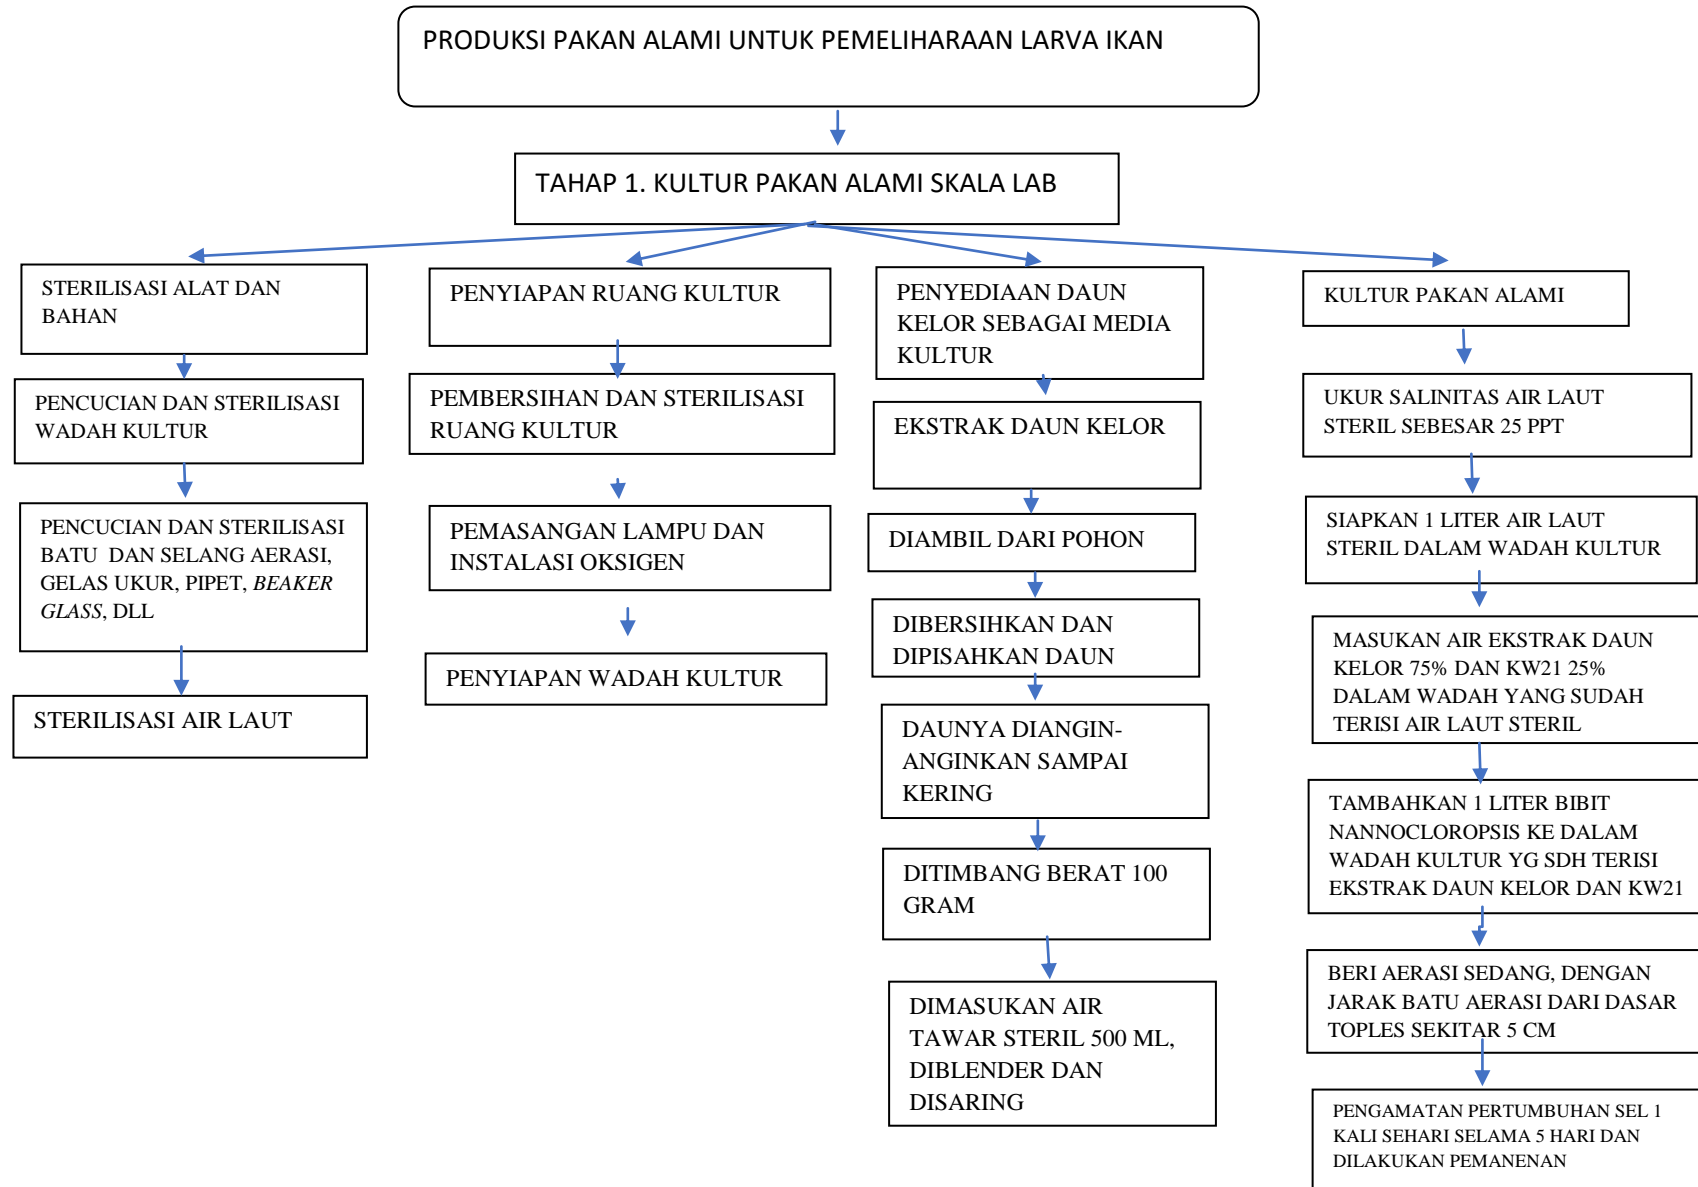 PRODUKSI PAKAN ALAMI UNTUK PEMELIHARAAN LARVA IKAN
TAHAP 1. KULTUR PAKAN ALAMI SKALA LAB
STERILISASI ALAT DAN
BAHAN
PENCUCIAN DAN STERILISASI
WADAH KULTUR
PENCUCIAN DAN STERILISASI
BATU DAN SELANG AERASI,
GELAS UKUR, PIPET, BEAKER
GLASS, DLL
STERILISASI AIR LAUT
PENYIAPAN RUANG KULTUR
PEMBERSIHAN DAN STERILISASI
RUANG KULTUR
PEMASANGAN LAMPU DAN
INSTALASI OKSIGEN
PENYIAPAN WADAH KULTUR
PENYEDIAAN DAUN
KELOR SEBAGAI MEDIA
KULTUR
EKSTRAK DAUN KELOR
DIAMBIL DARI POHON
DIBERSIHKAN DAN
DIPISAHKAN DAUN
DAUNYA DIANGIN-
ANGINKAN SAMPAI
KERING
DITIMBANG BERAT 100
GRAM
DIMASUKAN AIR
TAWAR STERIL 500 ML,
DIBLENDER DAN
DISARING
KULTUR PAKAN ALAMI
UKUR SALINITAS AIR LAUT
STERIL SEBESAR 25 PPT
SIAPKAN 1 LITER AIR LAUT
STERIL DALAM WADAH KULTUR
MASUKAN AIR EKSTRAK DAUN
KELOR 75% DAN KW21 25%
DALAM WADAH YANG SUDAH
TERISI AIR LAUT STERIL
TAMBAHKAN 1 LITER BIBIT
NANNOCLOROPSIS KE DALAM
WADAH KULTUR YG SDH TERISI
EKSTRAK DAUN KELOR DAN KW21
BERI AERASI SEDANG, DENGAN
JARAK BATU AERASI DARI DASAR
TOPLES SEKITAR 5 CM
PENGAMATAN PERTUMBUHAN SEL 1
KALI SEHARI SELAMA 5 HARI DAN
DILAKUKAN PEMANENAN